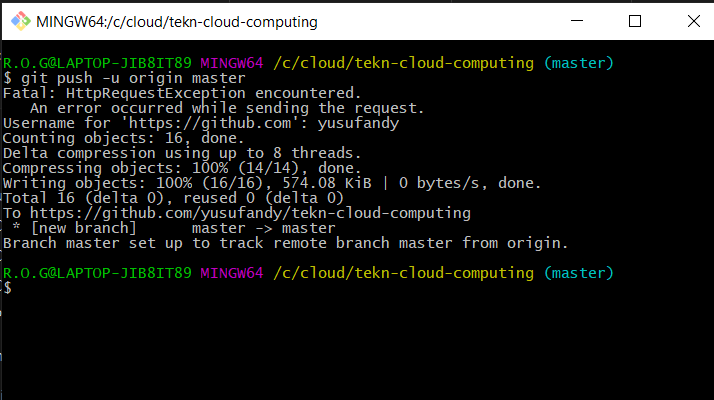 MINGW64:/c/cloud/tekn-cloud-computing
R.O.G@LAPTOP-JIB8IT89 MINGW64 /c/cloud/tekn-cloud-computing (master)
$ git push -u origin master
Fatal: HttpRequestException encountered.
   An error occurred while sending the request.
Username for 'https://github.com': yusufandy
Counting objects: 16, done.
Delta compression using up to 8 threads.
Compressing objects: 100% (14/14), done.
Writing objects: 100% (16/16), 574.08 KiB | 0 bytes/s, done.
Total 16 (delta 0), reused 0 (delta 0)
To https://github.com/yusufandy/tekn-cloud-computing
 * [new branch]      master -> master
Branch master set up to track remote branch master from origin.
R.O.G@LAPTOP-JIB8IT89 MINGW64 /c/cloud/tekn-cloud-computing (master)
$